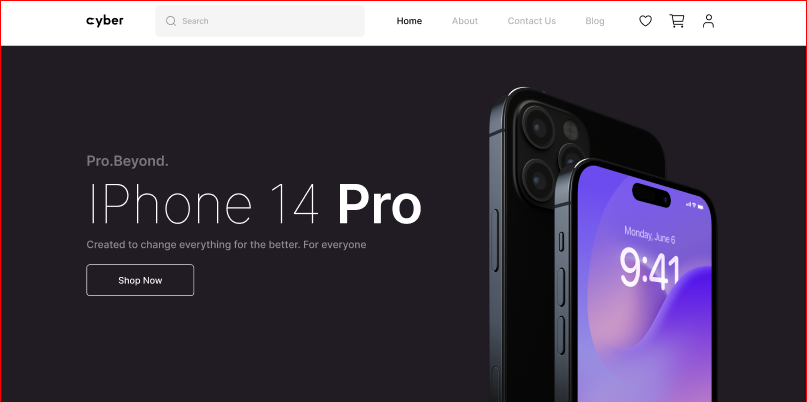 cyber
Search
Home
About
Contact Us
Blog
Pro.Beyond.
IPhone 14 Pro
Created to change everything for the better. For everyone
Shop Now
Monday, June 6
9:41